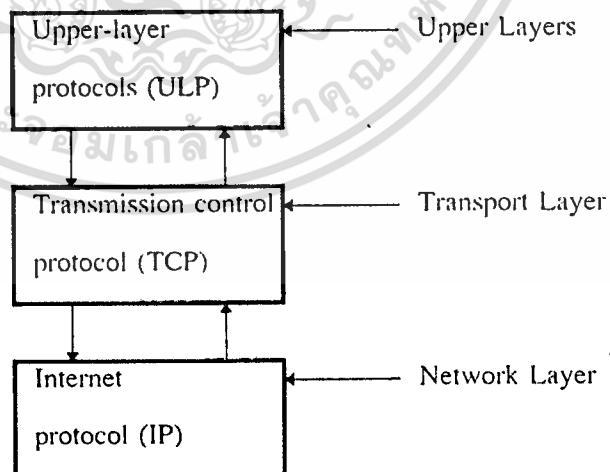 Upper-layer
protocols (ULP)
Upper Layers
Transmission control
protocol (TCP)
Transport Layer
Internet
protocol (IP)
Network Layer